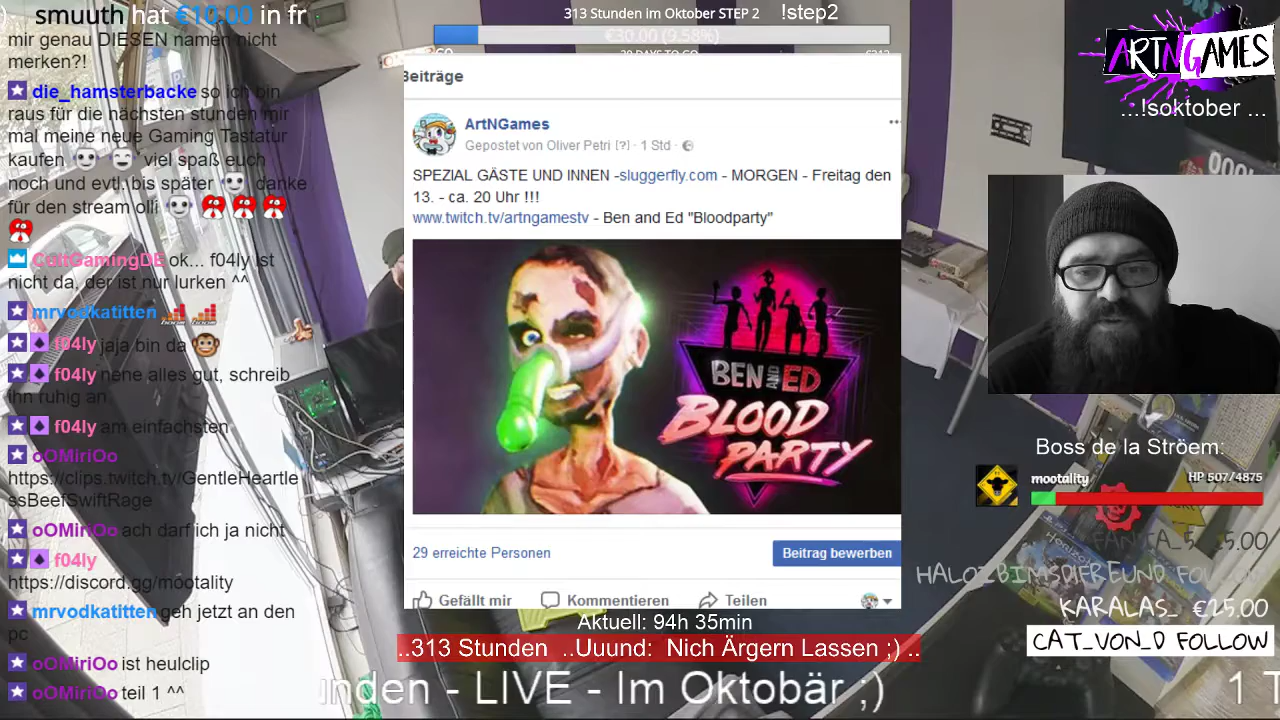 smuuth hat €10.00 in fr
mir genau DIESEN namen nicht
merken?!
die_hamsterbacke so ich bin
raus für die nächsten stunden mir
mal meine neue Gaming Tastatur
kaufen viel spaß euch
noch und evtl. bis später danke
für den stream olli
CultGamingDE ok... f04ly ist
nicht da, der ist nur lurken ^^
mrvodkatitten
f04ly jaja bin da
f04ly nene alles gut, schreib
ihn ruhig an
f04ly am einfachsten
oOMiriOo
https://clips.twitch.tv/GentleHeartle
ssBeefSwiftRage
oOMiriOo ach darf ich ja nicht
f04ly
https://discord.gg/mootality
mrvodkatitten geh jetzt an den
pc
oOMiriOo ist heulclip
oOMiriOo teil 1 ^^
313 Stunden im Oktober STEP 2 !step2
€30.00 (9.58%)
Beiträge
ArtNGames
Gepostet von Oliver Petri [?] · 1 Std ·
SPEZIAL GÄSTE UND INNEN -sluggerfly.com - MORGEN - Freitag den
13. - ca. 20 Uhr !!!
www.twitch.tv/artngamestv - Ben and Ed "Bloodparty"
BEN AND ED
BLOOD
PARTY
29 erreichte Personen
Beitrag bewerben
Gefällt mir Kommentieren Teilen
Aktuell: 94h 35min
..313 Stunden ..Uuund: Nich Ärgern Lassen ;) ..
unden - LIVE - Im Oktobär ;)
1
ARTNGAMES
...!soktober ...
Boss de la Ströem:
mootality HP 507/4875
KARALAS_ €25.00
CAT_VON_D FOLLOW